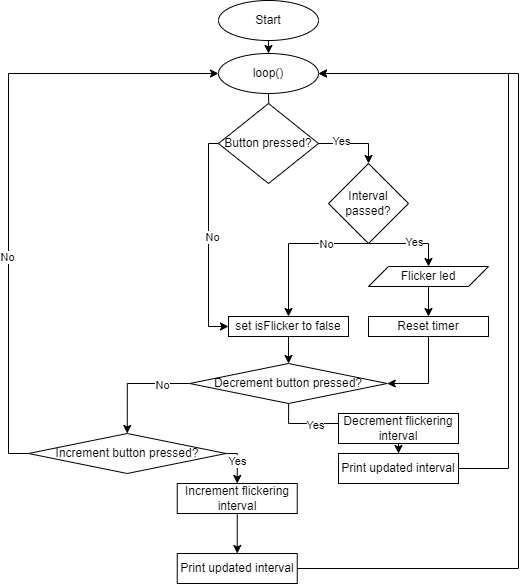 Start
loop()
Button pressed?
Yes
Interval
passed?
No
No
Yes
No
Flicker led
set isFlicker to false
Reset timer
Decrement button pressed?
No
Yes
Decrement flickering
interval
Increment button pressed?
Yes
Print updated interval
Increment flickering
interval
Print updated interval